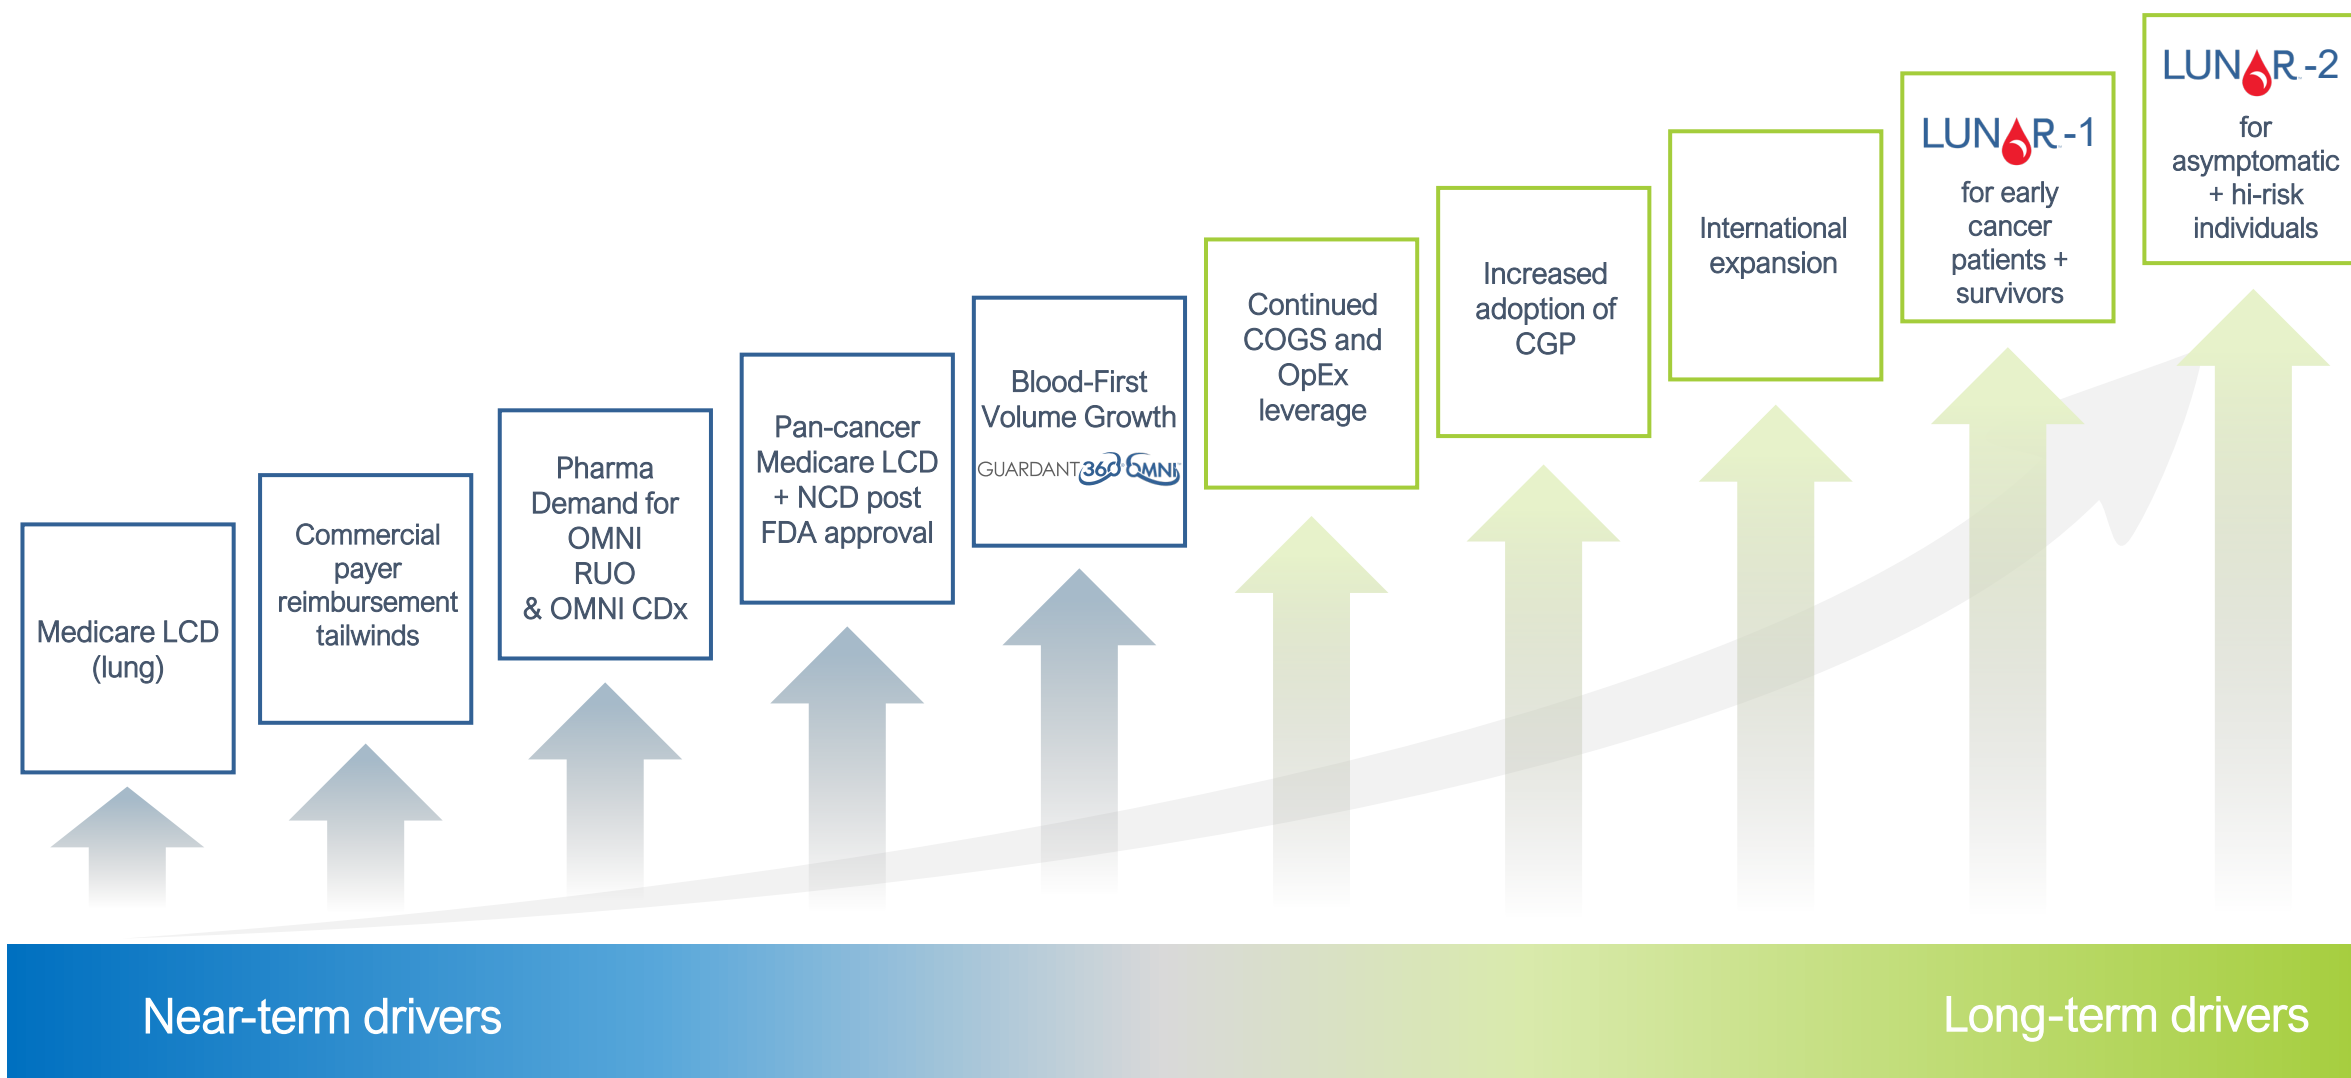 Medicare LCD
(lung)
Commercial
payer
reimbursement
tailwinds
Pharma
Demand for
OMNI
RUO
& OMNI CDx
Pan-cancer
Medicare LCD
+ NCD post
FDA approval
Blood-First
Volume Growth
GUARDANT360 OMNI
Continued
COGS and
OpEx
leverage
Increased
adoption of
CGP
International
expansion
LUNAR-1
for early
cancer
patients +
survivors
LUNAR-2
for
asymptomatic
+ hi-risk
individuals
Near-term drivers
Long-term drivers